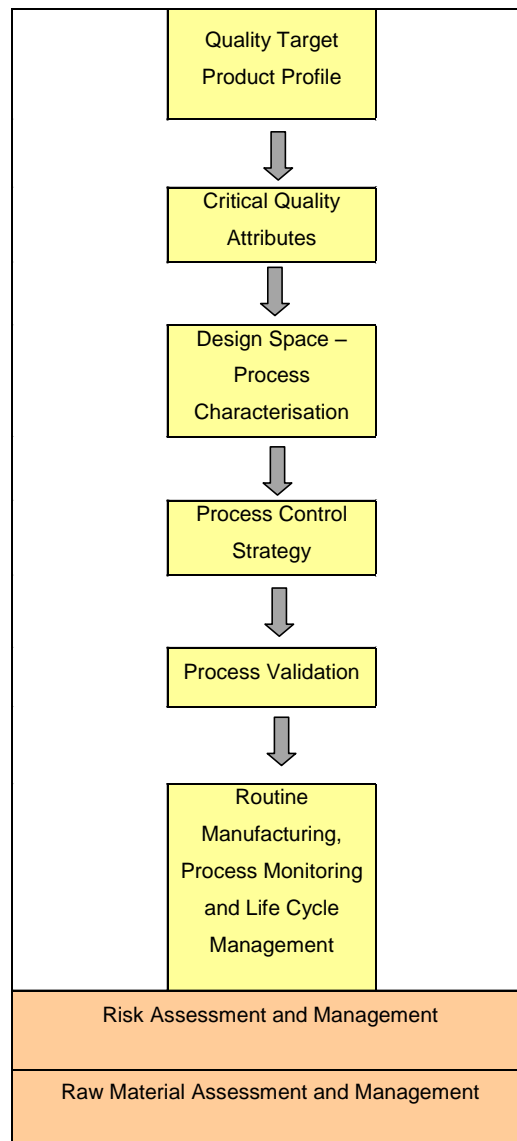 Quality Target
Product Profile
Critical Quality
Attributes
Design Space –
Process
Characterisation
Process Control
Strategy
Process Validation
Routine
Manufacturing,
Process Monitoring
and Life Cycle
Management
Risk Assessment and Management
Raw Material Assessment and Management